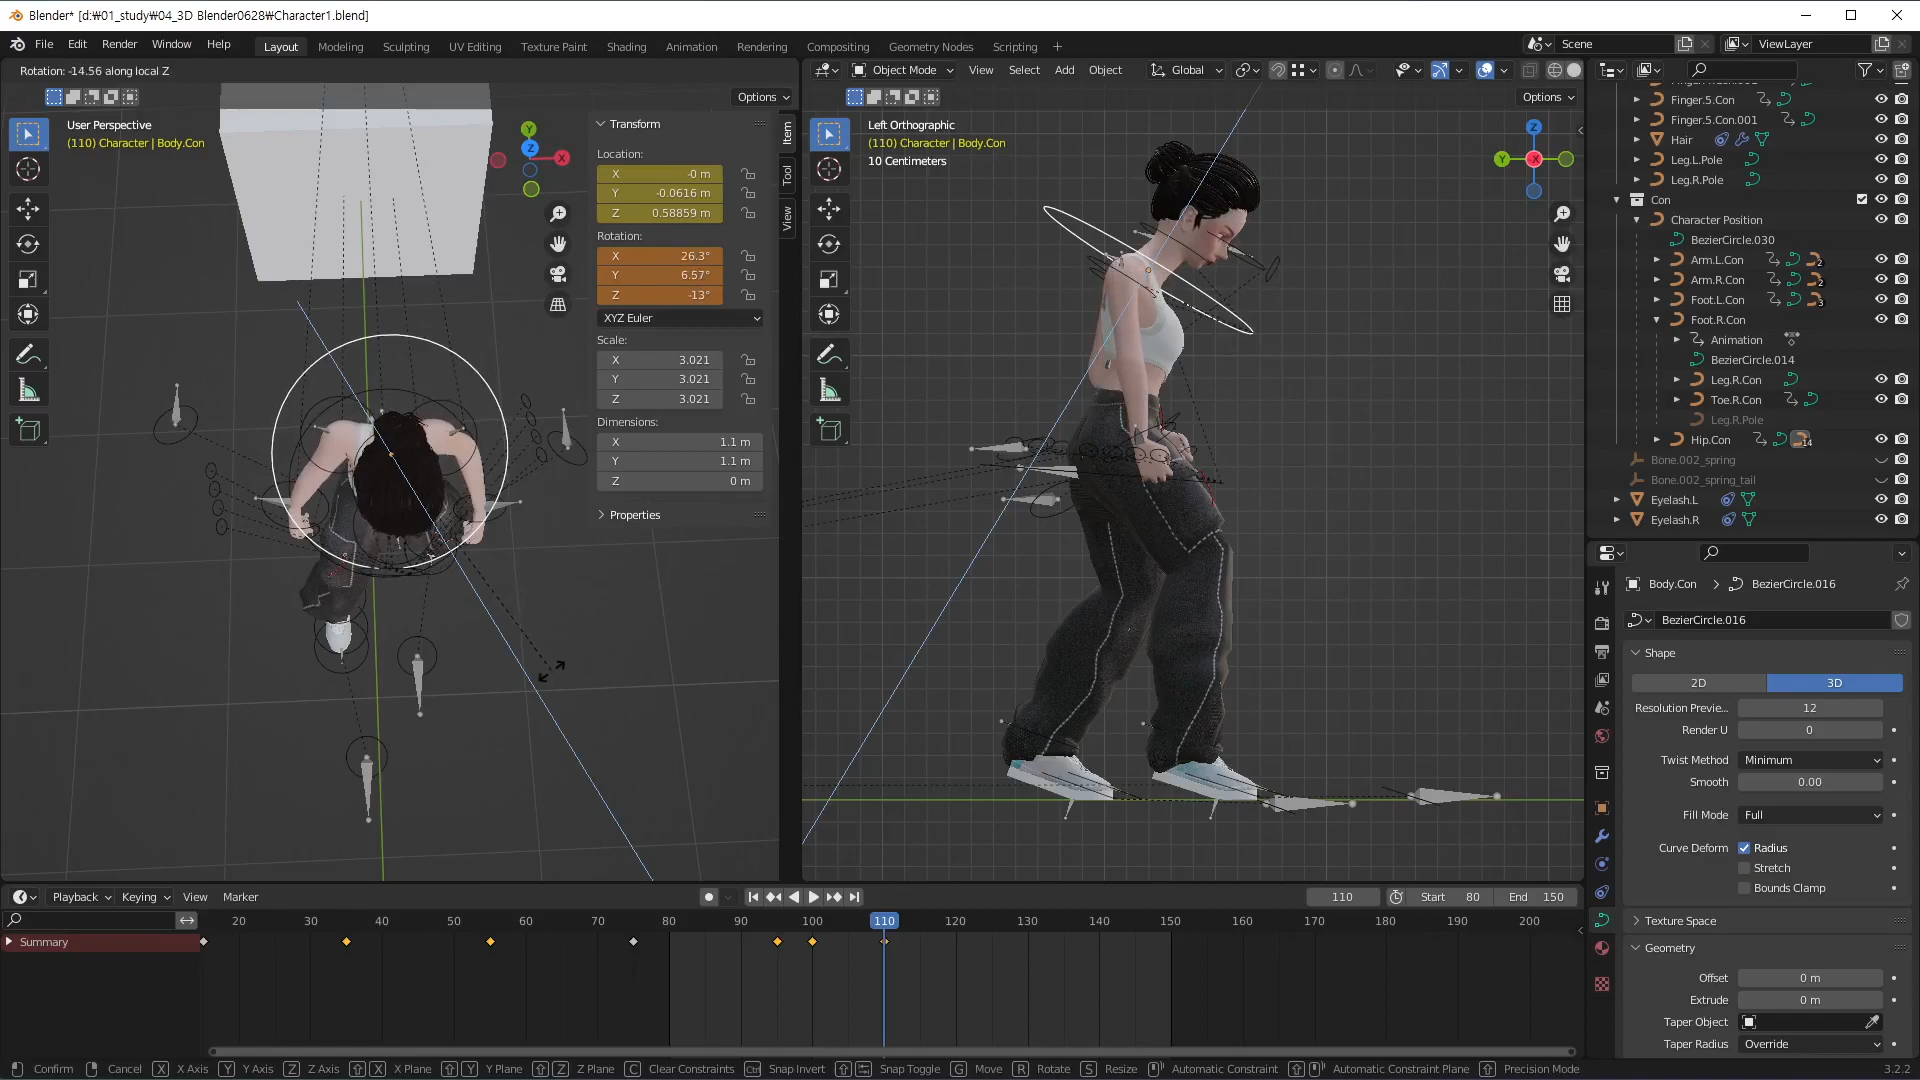 Blender* [d:₩01_study₩04_3D Blender0628₩Character1.blend]
File Edit Render Window Help Layout Modeling Sculpting UV Editing Texture Paint Shading Animation Rendering Compositing Geometry Nodes Scripting + Scene ViewLayer
Rotation: -14.56 along local Z
Object Mode View Select Add Object Global
Options
Options
User Perspective
(110) Character | Body.Con
Y
Z
X
Transform
Location:
X -0 m
Y -0.0616 m
Z 0.58859 m
Rotation:
X 26.3°
Y 6.57°
Z -13°
XYZ Euler
Scale:
X 3.021
Y 3.021
Z 3.021
Dimensions:
X 1.1 m
Y 1.1 m
Z 0 m
Properties
Item
Tool
View
Left Orthographic
(110) Character | Body.Con
10 Centimeters
Z
Y
X
Finger.5.Con
Finger.5.Con.001
Hair
Leg.L.Pole
Leg.R.Pole
Con
Character Position
BezierCircle.030
Arm.L.Con 2
Arm.R.Con 2
Foot.L.Con 3
Foot.R.Con
Animation
BezierCircle.014
Leg.R.Con
Toe.R.Con
Leg.R.Pole
Hip.Con 14
Bone.002_spring
Bone.002_spring_tail
Eyelash.L
Eyelash.R
Body.Con > BezierCircle.016
BezierCircle.016
Shape
2D 3D
Resolution Previe... 12
Render U 0
Twist Method Minimum
Smooth 0.00
Fill Mode Full
Curve Deform Radius
Stretch
Bounds Clamp
Texture Space
Geometry
Offset 0 m
Extrude 0 m
Taper Object
Taper Radius Override
Playback Keying View Marker 110 Start 80 End 150
20 30 40 50 60 70 80 90 100 110 120 130 140 150 160 170 180 190 200
Summary
Confirm Cancel X X Axis Y Y Axis Z Z Axis X X Plane Y Y Plane Z Z Plane C Clear Constraints Ctrl Snap Invert Snap Toggle G Move R Rotate S Resize Automatic Constraint Automatic Constraint Plane Precision Mode 3.2.2